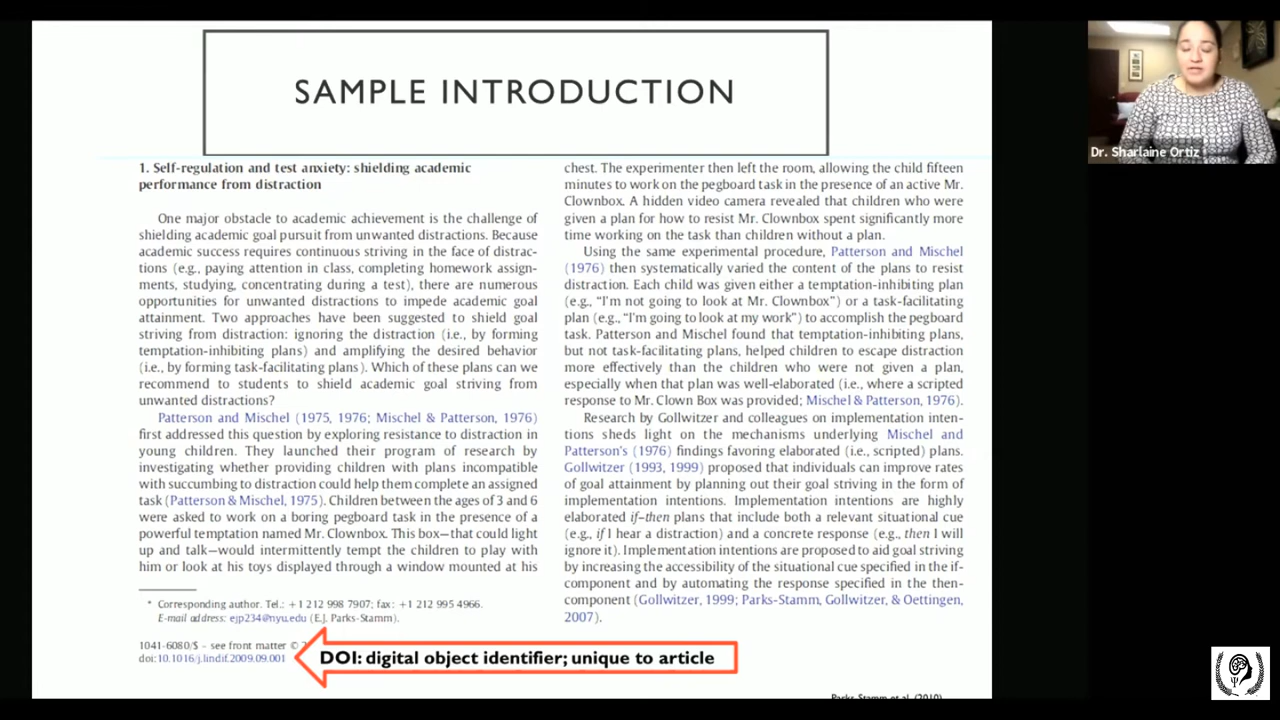 SAMPLE INTRODUCTION
1. Self-regulation and test anxiety: shielding academic
performance from distraction
One major obstacle to academic achievement is the challenge of
shielding academic goal pursuit from unwanted distractions. Because
academic success requires continuous striving in the face of distrac-
tions (e.g., paying attention in class, completing homework assign-
ments, studying, concentrating during a test), there are numerous
opportunities for unwanted distractions to impede academic goal
attainment. Two approaches have been suggested to shield goal
striving from distraction: ignoring the distraction (i.e., by forming
temptation-inhibiting plans) and amplifying the desired behavior
(i.e., by forming task-facilitating plans). Which of these plans can we
recommend to students to shield academic goal striving from
unwanted distractions?
Patterson and Mischel (1975, 1976; Mischel & Patterson, 1976)
first addressed this question by exploring resistance to distraction in
young children. They launched their program of research by
investigating whether providing children with plans incompatible
with succumbing to distraction could help them complete an assigned
task (Patterson & Mischel, 1975). Children between the ages of 3 and 6
were asked to work on a boring pegboard task in the presence of a
powerful temptation named Mr. Clownbox. This box—that could light
up and talk—would intermittently tempt the children to play with
him or look at his toys displayed through a window mounted at his
* Corresponding author. Tel.: +1 212 998 7907; fax: +1 212 995 4966.
E-mail address: ejp234@nyu.edu (E.J. Parks-Stamm).
1041-6080/$ – see front matter ©
doi:10.1016/j.lindif.2009.09.001
DOI: digital object identifier; unique to article
chest. The experimenter then left the room, allowing the child fifteen
minutes to work on the pegboard task in the presence of an active Mr.
Clownbox. A hidden video camera revealed that children who were
given a plan for how to resist Mr. Clownbox spent significantly more
time working on the task than children without a plan.
Using the same experimental procedure, Patterson and Mischel
(1976) then systematically varied the content of the plans to resist
distraction. Each child was given either a temptation-inhibiting plan
(e.g., “I'm not going to look at Mr. Clownbox”) or a task-facilitating
plan (e.g., “I'm going to look at my work”) to accomplish the pegboard
task. Patterson and Mischel found that temptation-inhibiting plans,
but not task-facilitating plans, helped children to escape distraction
more effectively than the children who were not given a plan,
especially when that plan was well-elaborated (i.e., where a scripted
response to Mr. Clown Box was provided; Mischel & Patterson, 1976).
Research by Gollwitzer and colleagues on implementation inten-
tions sheds light on the mechanisms underlying Mischel and
Patterson's (1976) findings favoring elaborated (i.e., scripted) plans.
Gollwitzer (1993, 1999) proposed that individuals can improve rates
of goal attainment by planning out their goal striving in the form of
implementation intentions. Implementation intentions are highly
elaborated if–then plans that include both a relevant situational cue
(e.g., if I hear a distraction) and a concrete response (e.g., then I will
ignore it). Implementation intentions are proposed to aid goal striving
by increasing the accessibility of the situational cue specified in the if-
component and by automating the response specified in the then-
component (Gollwitzer, 1999; Parks-Stamm, Gollwitzer, & Oettingen,
2007).
Parks-Stamm et al. (2010)
Dr. Sharlaine Ortiz